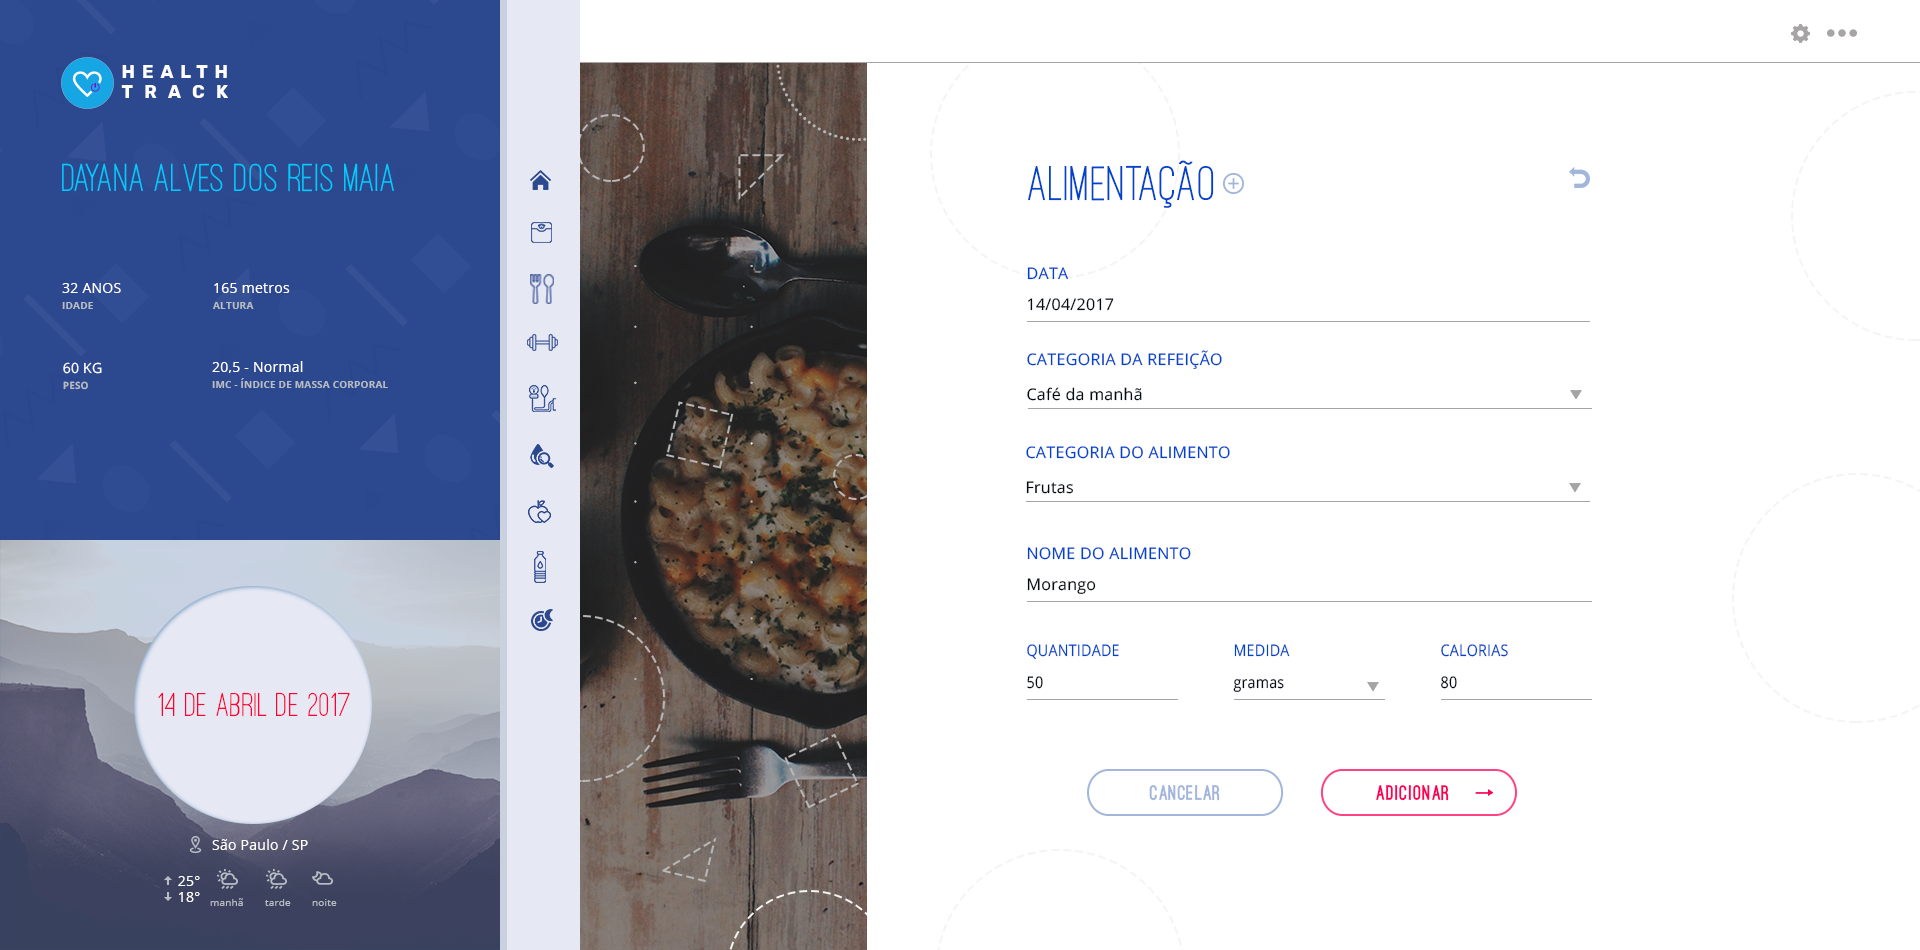 HEALTH
TRACK
DAYANA ALVES DOS REIS MAIA
32 ANOS
IDADE
165 metros
ALTURA
60 KG
PESO
20,5 - Normal
IMC - ÍNDICE DE MASSA CORPORAL
14 DE ABRIL DE 2017
São Paulo / SP
25°
18°
manhã
tarde
noite
ALIMENTAÇÃO
DATA
14/04/2017
CATEGORIA DA REFEIÇÃO
Café da manhã
CATEGORIA DO ALIMENTO
Frutas
NOME DO ALIMENTO
Morango
QUANTIDADE
50
MEDIDA
gramas
CALORIAS
80
CANCELAR
ADICIONAR